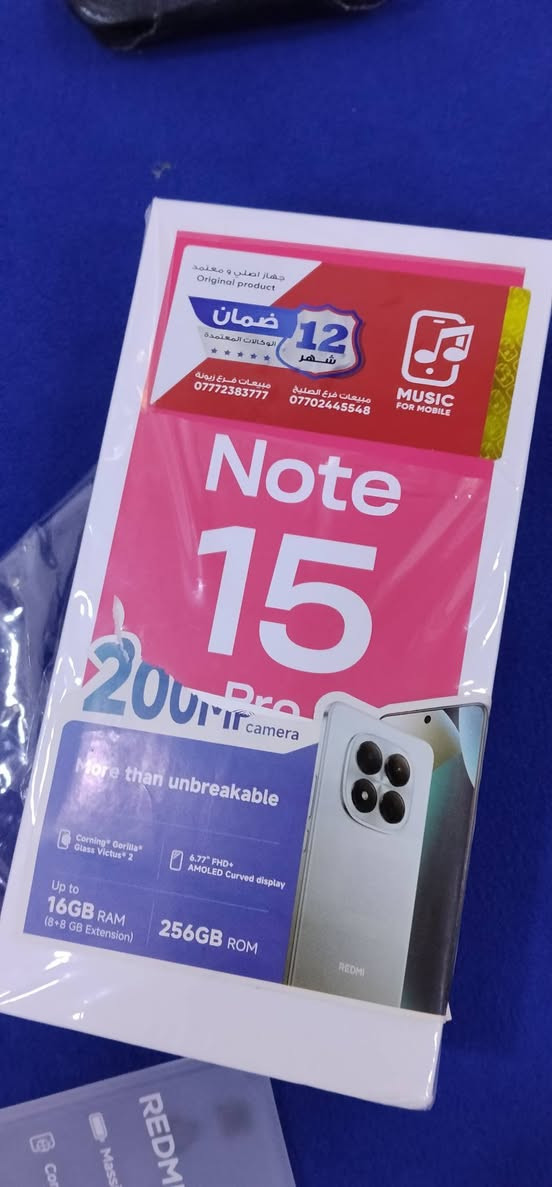 جهاز اصلي و معتمد
Original product
ضمان
الوكالات المعتمدة
12
شهر
مبيعات فرع زيونة
07772383777
مبيعات فرع الصليخ
07702445548
MUSIC
FOR MOBILE
Note
15
Pro
200MP
camera
More than unbreakable
Corning® Gorilla®
Glass Victus® 2
6.77" FHD+
AMOLED Curved display
Up to
16GB RAM
(8+8 GB Extension)
256GB ROM
REDMI
REDMI